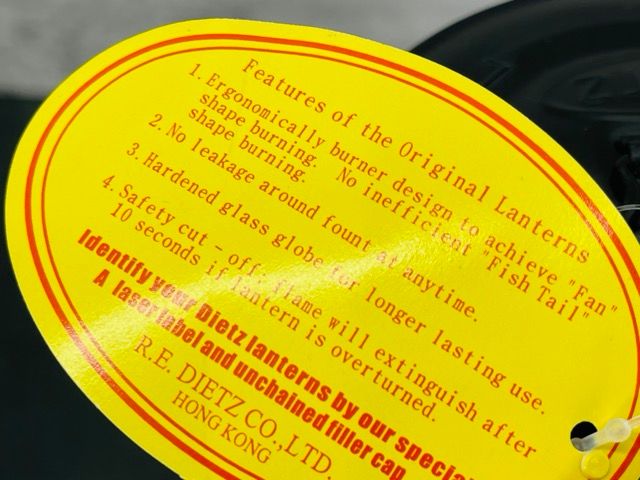 Features of the Original Lanterns
1. Ergonomically burner design to achieve "Fan"
shape burning. No inefficient "Fish Tail"
shape burning.
2. No leakage around fount at anytime.
3. Hardened glass globe for longer lasting use.
4. Safety cut - off: flame will extinguish after
10 seconds if lantern is overturned.
Identify your Dietz lanterns by our special
A laser label and unchained filler cap
R.E. DIETZ CO., LTD.
HONG KONG